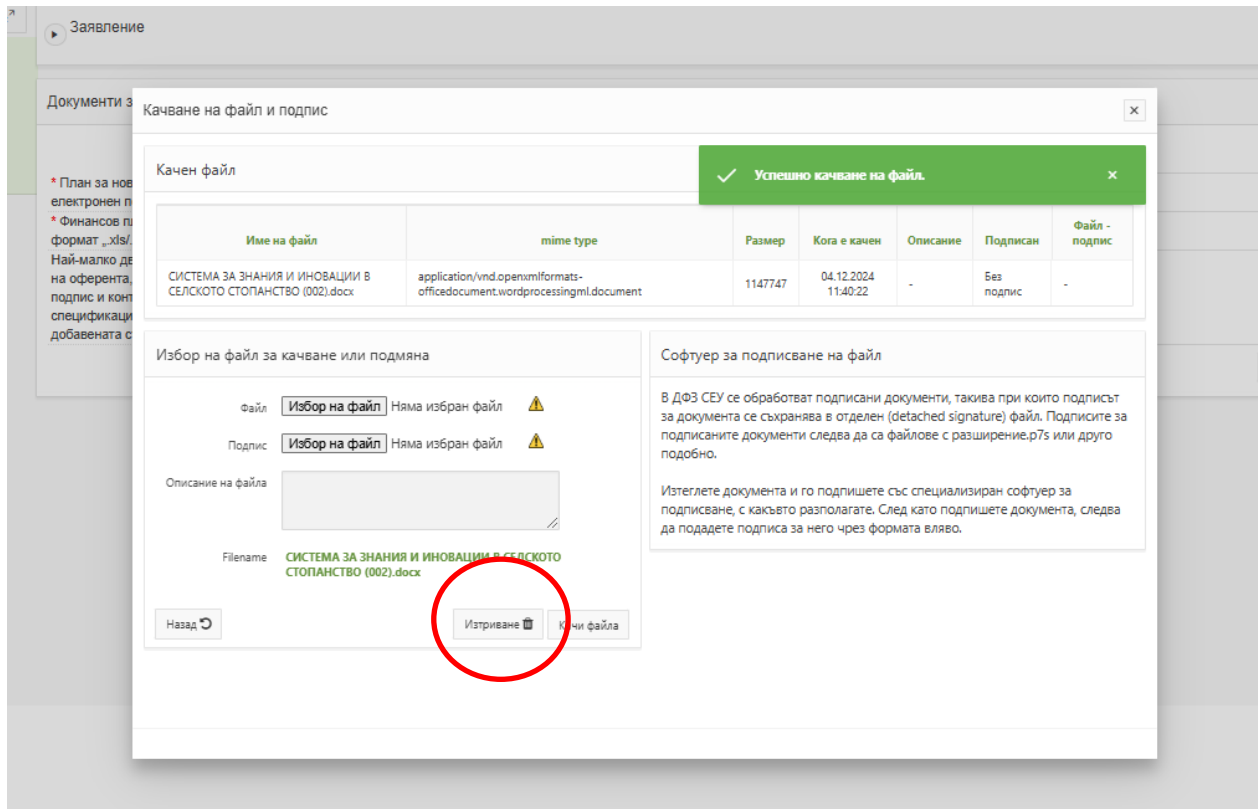 Заявление
Документи з
* План за нов
електронен п
* Финансов пл
формат „.xls/.
Най-малко дв
на оферента,
подпис и конт
спецификаци
добавената с
Качване на файл и подпис
Качен файл
Успешно качване на файл.
Име на файл mime type Размер Кога е качен Описание Подписан Файл -
подпис
СИСТЕМА ЗА ЗНАНИЯ И ИНОВАЦИИ В
СЕЛСКОТО СТОПАНСТВО (002).docx
application/vnd.openxmlformats-
officedocument.wordprocessingml.document
1147747
04.12.2024
11:40:22
-
Без
подпис
-
Избор на файл за качване или подмяна
Файл Избор на файл Няма избран файл
Подпис Избор на файл Няма избран файл
Описание на файла
Filename СИСТЕМА ЗА ЗНАНИЯ И ИНОВАЦИИ В СЕЛСКОТО
СТОПАНСТВО (002).docx
Назад Изтриване Качи файла
Софтуер за подписване на файл
В ДФЗ СЕУ се обработват подписани документи, такива при които подписът
за документа се съхранява в отделен (detached signature) файл. Подписите за
подписаните документи следва да са файлове с разширение.p7s или друго
подобно.
Изтеглете документа и го подпишете със специализиран софтуер за
подписване, с какъвто разполагате. След като подпишете документа, следва
да подадете подписа за него чрез формата вляво.